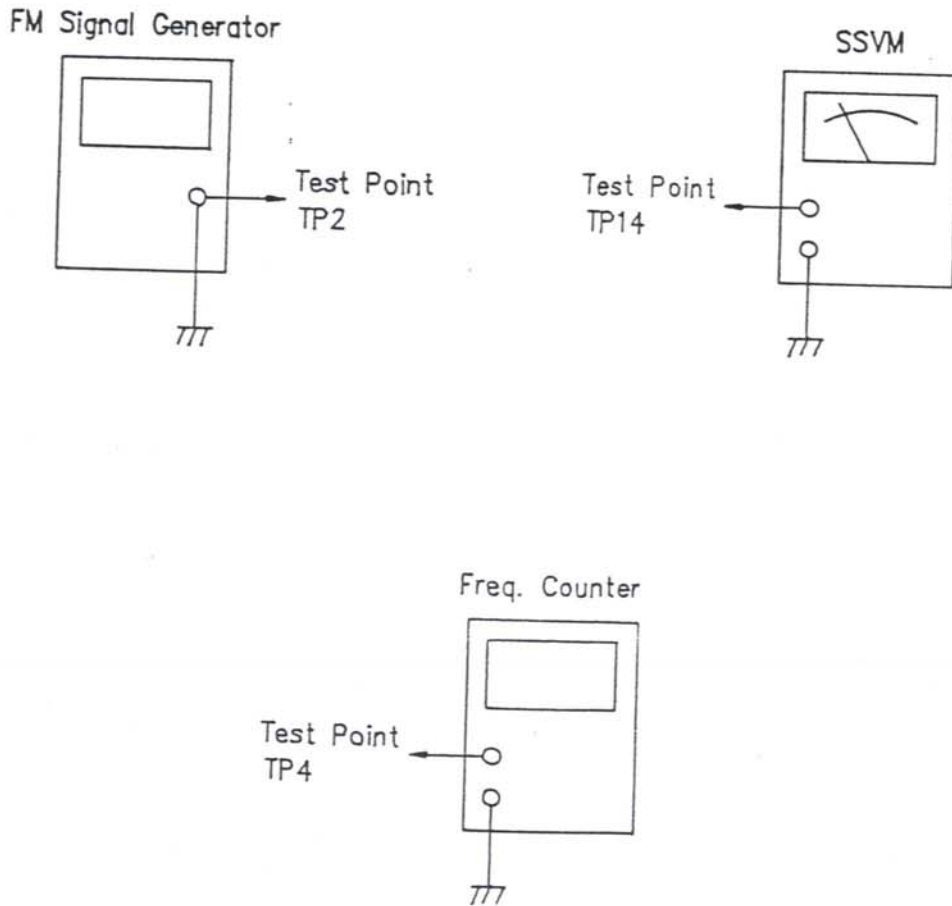 FM Signal Generator
Test Point
TP2
SSVM
Test Point
TP14
Freq. Counter
Test Point
TP4